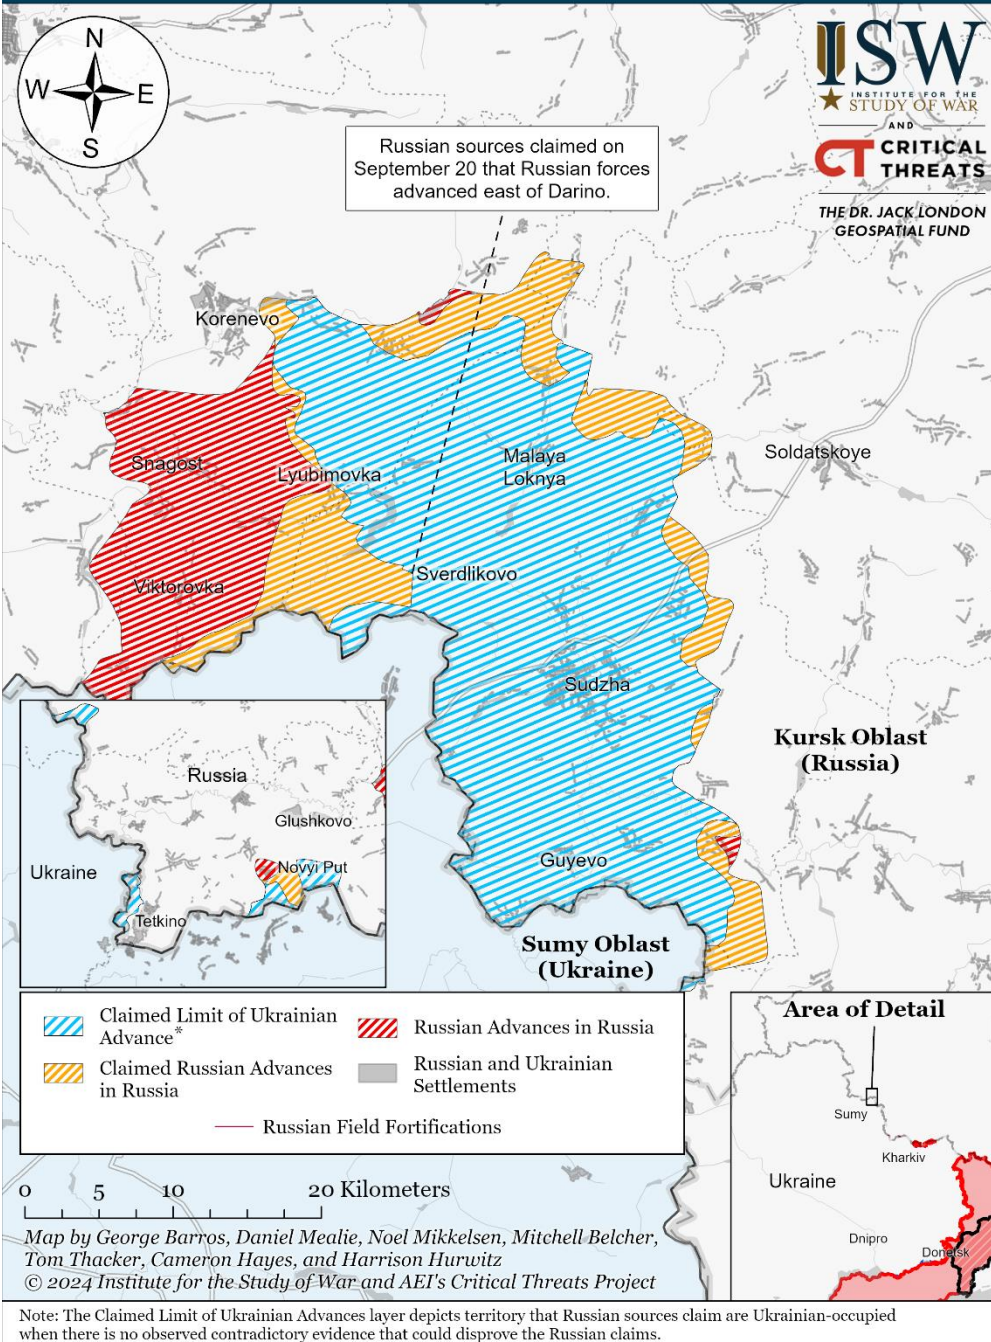 N
W E
S
ISW
INSTITUTE FOR THE
STUDY OF WAR
AND
CT CRITICAL
THREATS
THE DR. JACK LONDON
GEOSPATIAL FUND
Russian sources claimed on
September 20 that Russian forces
advanced east of Darino.
Korenevo
Snagost
Lyubimovka
Malaya
Loknya
Soldatskoye
Viktorovka
Sverdlikovo
Sudzha
Kursk Oblast
(Russia)
Guyevo
Sumy Oblast
(Ukraine)
Russia
Glushkovo
Ukraine
Novyi Put
Tetkino
Claimed Limit of Ukrainian
Advance*
Claimed Russian Advances
in Russia
Russian Advances in Russia
Russian and Ukrainian
Settlements
Russian Field Fortifications
Area of Detail
Sumy
Kharkiv
Ukraine
Dnipro
Donetsk
0 5 10 20 Kilometers
Map by George Barros, Daniel Mealie, Noel Mikkelsen, Mitchell Belcher,
Tom Thacker, Cameron Hayes, and Harrison Hurwitz
© 2024 Institute for the Study of War and AEI's Critical Threats Project
Note: The Claimed Limit of Ukrainian Advances layer depicts territory that Russian sources claim are Ukrainian-occupied
when there is no observed contradictory evidence that could disprove the Russian claims.